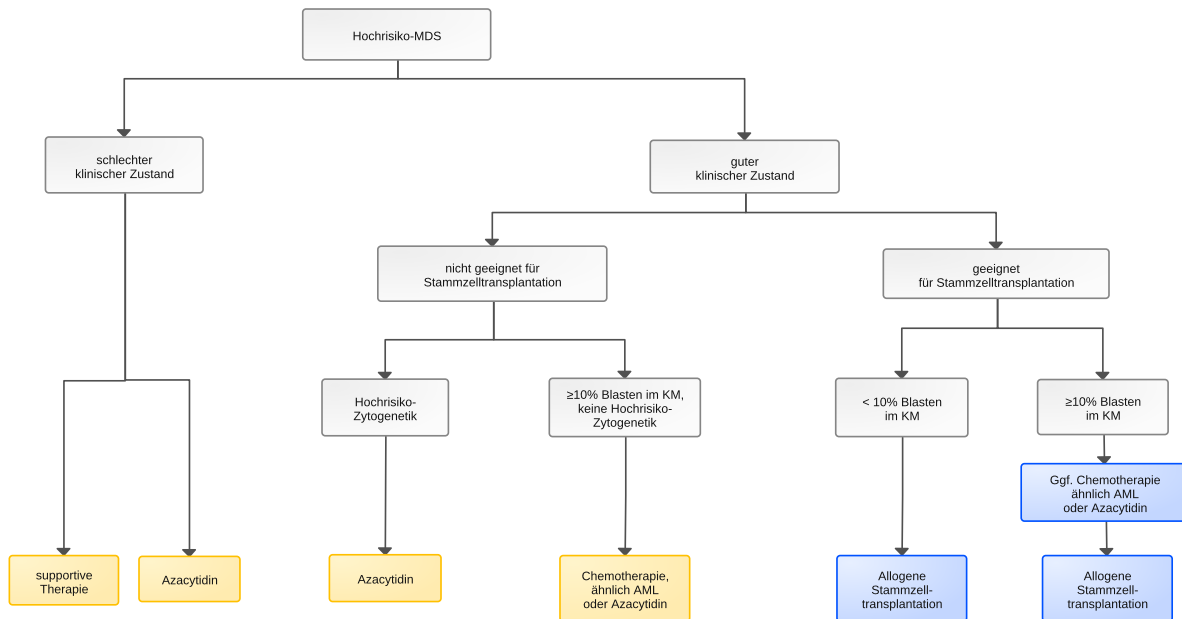 Hochrisiko-MDS
schlechter
klinischer Zustand
guter
klinischer Zustand
nicht geeignet für
Stammzelltransplantation
geeignet
für Stammzelltransplantation
Hochrisiko-
Zytogenetik
≥10% Blasten im KM,
keine Hochrisiko-
Zytogenetik
< 10% Blasten
im KM
≥10% Blasten
im KM
Ggf. Chemotherapie
ähnlich AML
oder Azacytidin
supportive
Therapie
Azacytidin
Azacytidin
Chemotherapie,
ähnlich AML
oder Azacytidin
Allogene
Stammzell-
transplantation
Allogene
Stammzell-
transplantation